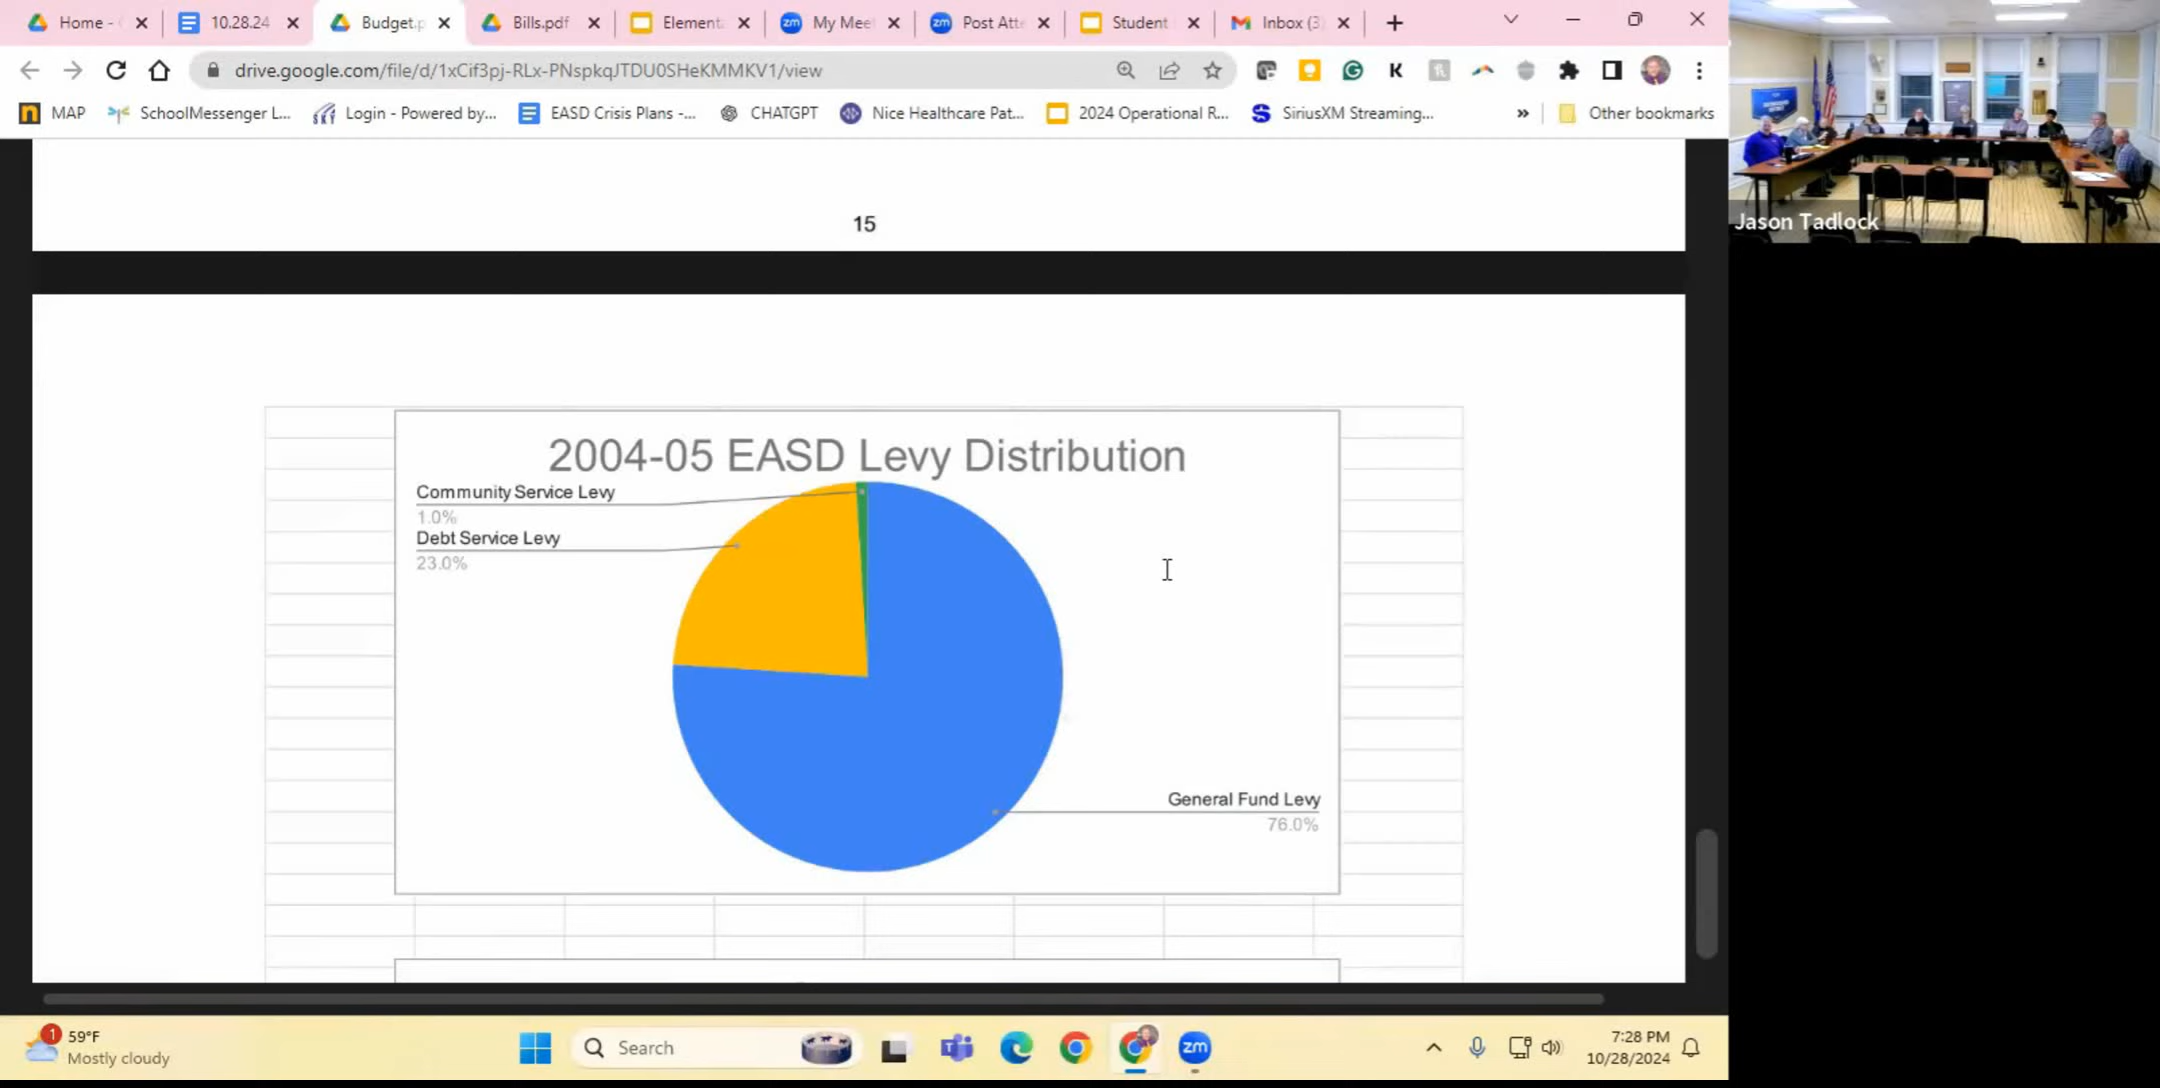 Home -
10.28.24
Budget.p
Bills.pdf
Element
My Mee
Post Atte
Student
Inbox (3
drive.google.com/file/d/1xCif3pj-RLx-PNspkqJTDU0SHeKMMKV1/view
MAP
SchoolMessenger L...
Login - Powered by...
EASD Crisis Plans -...
CHATGPT
Nice Healthcare Pat...
2024 Operational R...
SiriusXM Streaming...
»
Other bookmarks
Jason Tadlock
15
2004-05 EASD Levy Distribution
Community Service Levy
1.0%
Debt Service Levy
23.0%
General Fund Levy
76.0%
1
59°F
Mostly cloudy
Search
zm
7:28 PM
10/28/2024